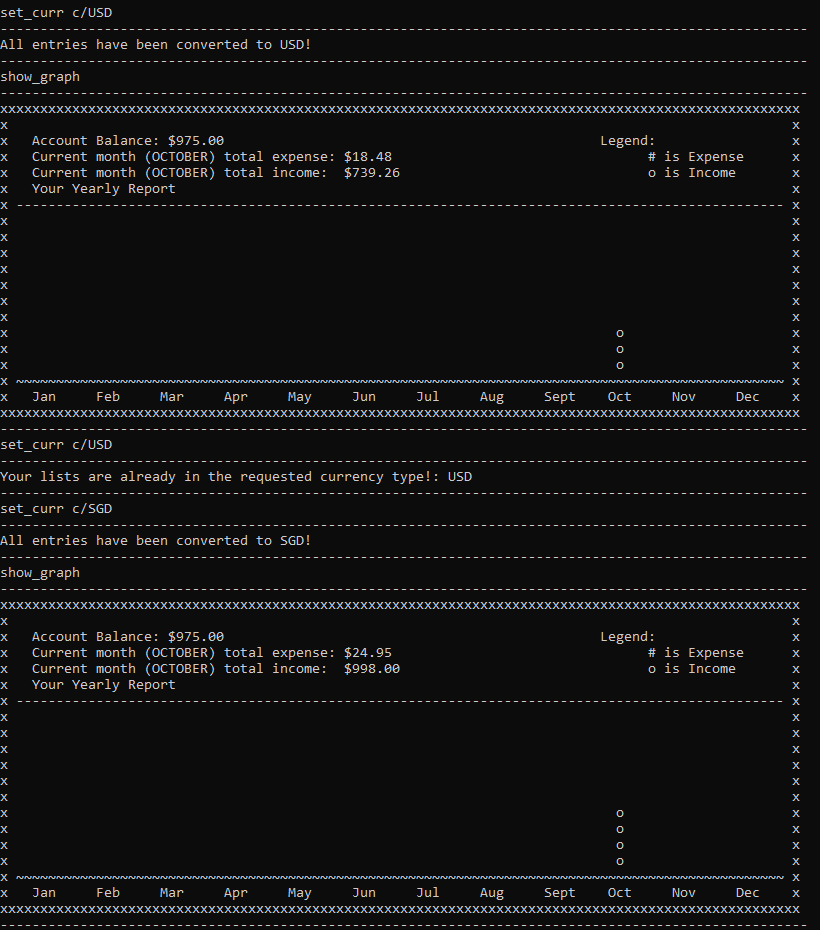 set_curr c/USD
-----------------------------------------------------------------------------------------------------
All entries have been converted to USD!
-----------------------------------------------------------------------------------------------------
show_graph
-----------------------------------------------------------------------------------------------------
xxxxxxxxxxxxxxxxxxxxxxxxxxxxxxxxxxxxxxxxxxxxxxxxxxxxxxxxxxxxxxxxxxxxxxxxxxxxxxxxxxxxxxxxxxxxxxxxxxxx
x                                                                                                  x
x   Account Balance: $975.00                                               Legend:                 x
x   Current month (OCTOBER) total expense: $18.48                                # is Expense      x
x   Current month (OCTOBER) total income:  $739.26                               o is Income       x
x   Your Yearly Report                                                                             x
x ------------------------------------------------------------------------------------------------ x
x                                                                                                  x
x                                                                                                  x
x                                                                                                  x
x                                                                                                  x
x                                                                                                  x
x                                                                                                  x
x                                                                                                  x
x                                                                            o                     x
x                                                                            o                     x
x                                                                            o                     x
x ~~~~~~~~~~~~~~~~~~~~~~~~~~~~~~~~~~~~~~~~~~~~~~~~~~~~~~~~~~~~~~~~~~~~~~~~~~~~~~~~~~~~~~~~~~~~~~~~ x
x   Jan     Feb     Mar     Apr     May     Jun     Jul     Aug     Sept    Oct     Nov     Dec    x
xxxxxxxxxxxxxxxxxxxxxxxxxxxxxxxxxxxxxxxxxxxxxxxxxxxxxxxxxxxxxxxxxxxxxxxxxxxxxxxxxxxxxxxxxxxxxxxxxxxx
-----------------------------------------------------------------------------------------------------
set_curr c/USD
-----------------------------------------------------------------------------------------------------
Your lists are already in the requested currency type!: USD
-----------------------------------------------------------------------------------------------------
set_curr c/SGD
-----------------------------------------------------------------------------------------------------
All entries have been converted to SGD!
-----------------------------------------------------------------------------------------------------
show_graph
-----------------------------------------------------------------------------------------------------
xxxxxxxxxxxxxxxxxxxxxxxxxxxxxxxxxxxxxxxxxxxxxxxxxxxxxxxxxxxxxxxxxxxxxxxxxxxxxxxxxxxxxxxxxxxxxxxxxxxx
x                                                                                                  x
x   Account Balance: $975.00                                               Legend:                 x
x   Current month (OCTOBER) total expense: $24.95                                # is Expense      x
x   Current month (OCTOBER) total income:  $998.00                               o is Income       x
x   Your Yearly Report                                                                             x
x ------------------------------------------------------------------------------------------------ x
x                                                                                                  x
x                                                                                                  x
x                                                                                                  x
x                                                                                                  x
x                                                                                                  x
x                                                                                                  x
x                                                                            o                     x
x                                                                            o                     x
x                                                                            o                     x
x                                                                            o                     x
x ~~~~~~~~~~~~~~~~~~~~~~~~~~~~~~~~~~~~~~~~~~~~~~~~~~~~~~~~~~~~~~~~~~~~~~~~~~~~~~~~~~~~~~~~~~~~~~~~ x
x   Jan     Feb     Mar     Apr     May     Jun     Jul     Aug     Sept    Oct     Nov     Dec    x
xxxxxxxxxxxxxxxxxxxxxxxxxxxxxxxxxxxxxxxxxxxxxxxxxxxxxxxxxxxxxxxxxxxxxxxxxxxxxxxxxxxxxxxxxxxxxxxxxxxx
-----------------------------------------------------------------------------------------------------